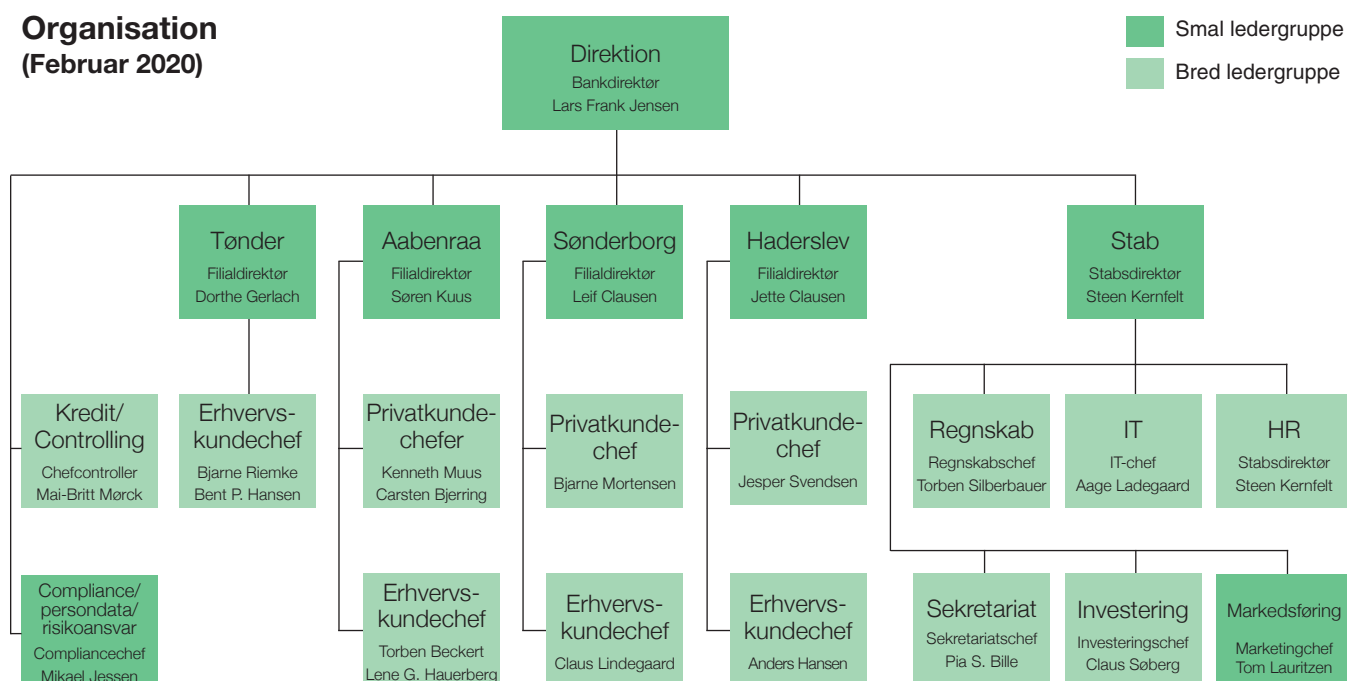 Organisation
(Februar 2020)
Smal ledergruppe
Bred ledergruppe
Direktion
Bankdirektør
Lars Frank Jensen
Tønder
Filialdirektør
Dorthe Gerlach
Aabenraa
Filialdirektør
Søren Kuus
Sønderborg
Filialdirektør
Leif Clausen
Haderslev
Filialdirektør
Jette Clausen
Stab
Stabsdirektør
Steen Kernfelt
Kredit/
Controlling
Chefcontroller
Mai-Britt Mørck
Erhvervs-
kundechef
Bjarne Riemke
Bent P. Hansen
Privatkunde-
chefer
Kenneth Muus
Carsten Bjerring
Privatkunde-
chef
Bjarne Mortensen
Privatkunde-
chef
Jesper Svendsen
Regnskab
Regnskabschef
Torben Silberbauer
IT
IT-chef
Aage Ladegaard
HR
Stabsdirektør
Steen Kernfelt
Compliance/
persondata/
risikoansvar
Compliancechef
Mikael Jessen
Erhvervs-
kundechef
Torben Beckert
Lene G. Hauerberg
Erhvervs-
kundechef
Claus Lindegaard
Erhvervs-
kundechef
Anders Hansen
Sekretariat
Sekretariatschef
Pia S. Bille
Investering
Investeringschef
Claus Søberg
Markedsføring
Marketingchef
Tom Lauritzen